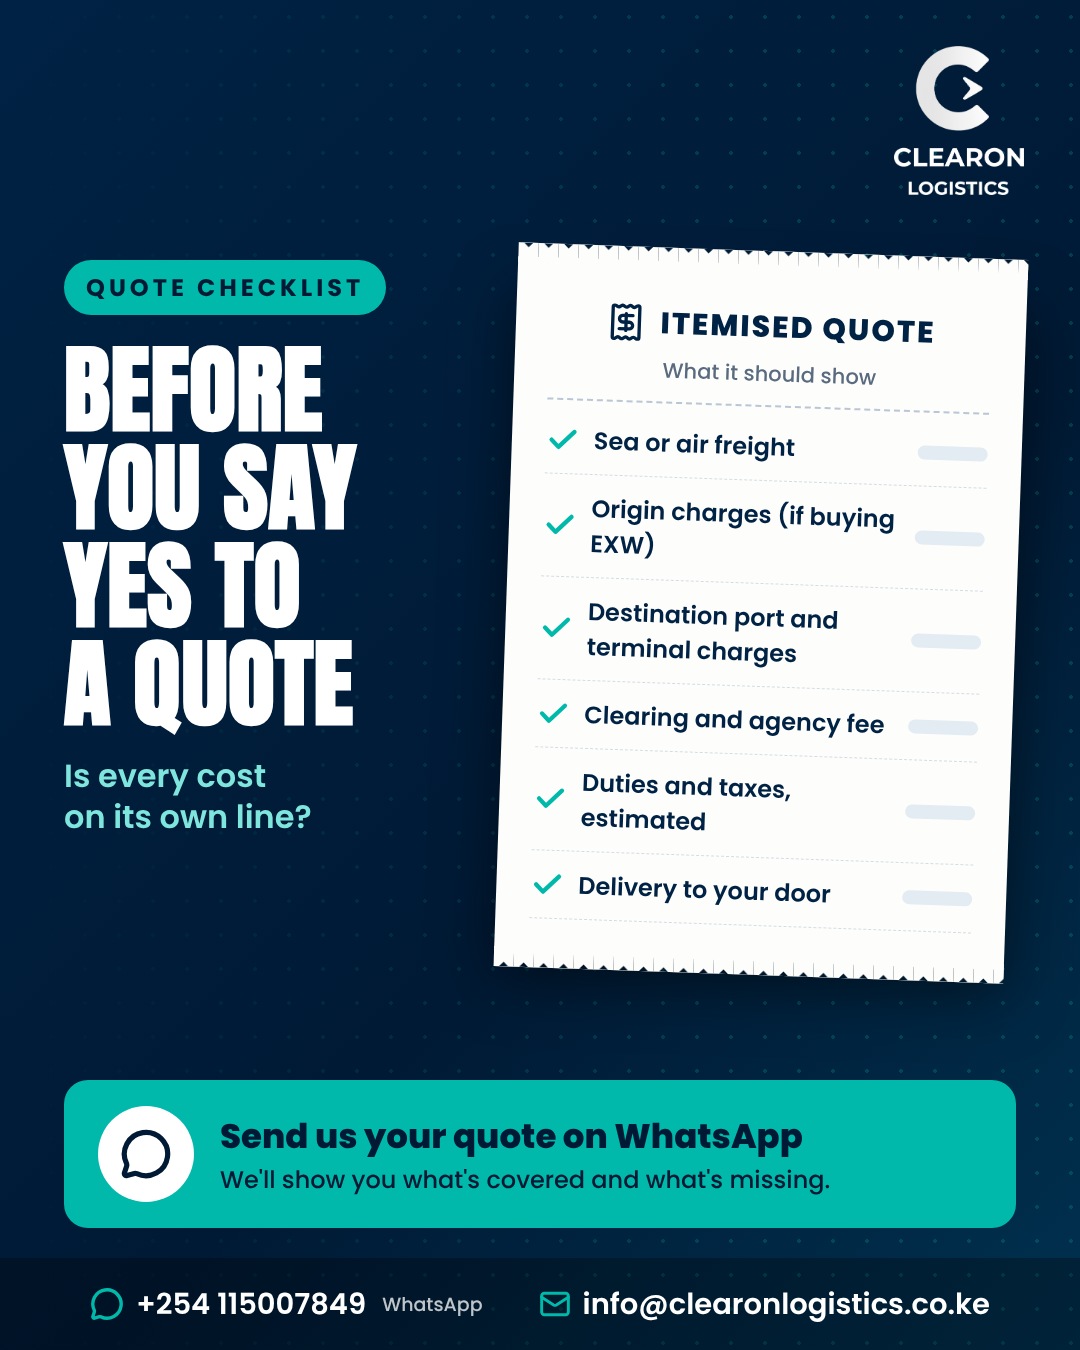 CLEARON
LOGISTICS
QUOTE CHECKLIST
BEFORE
YOU SAY
YES TO
A QUOTE
Is every cost
on its own line?
ITEMISED QUOTE
What it should show
Sea or air freight
Origin charges (if buying
EXW)
Destination port and
terminal charges
Clearing and agency fee
Duties and taxes,
estimated
Delivery to your door
Send us your quote on WhatsApp
We'll show you what's covered and what's missing.
+254 115007849 WhatsApp
info@clearonlogistics.co.ke